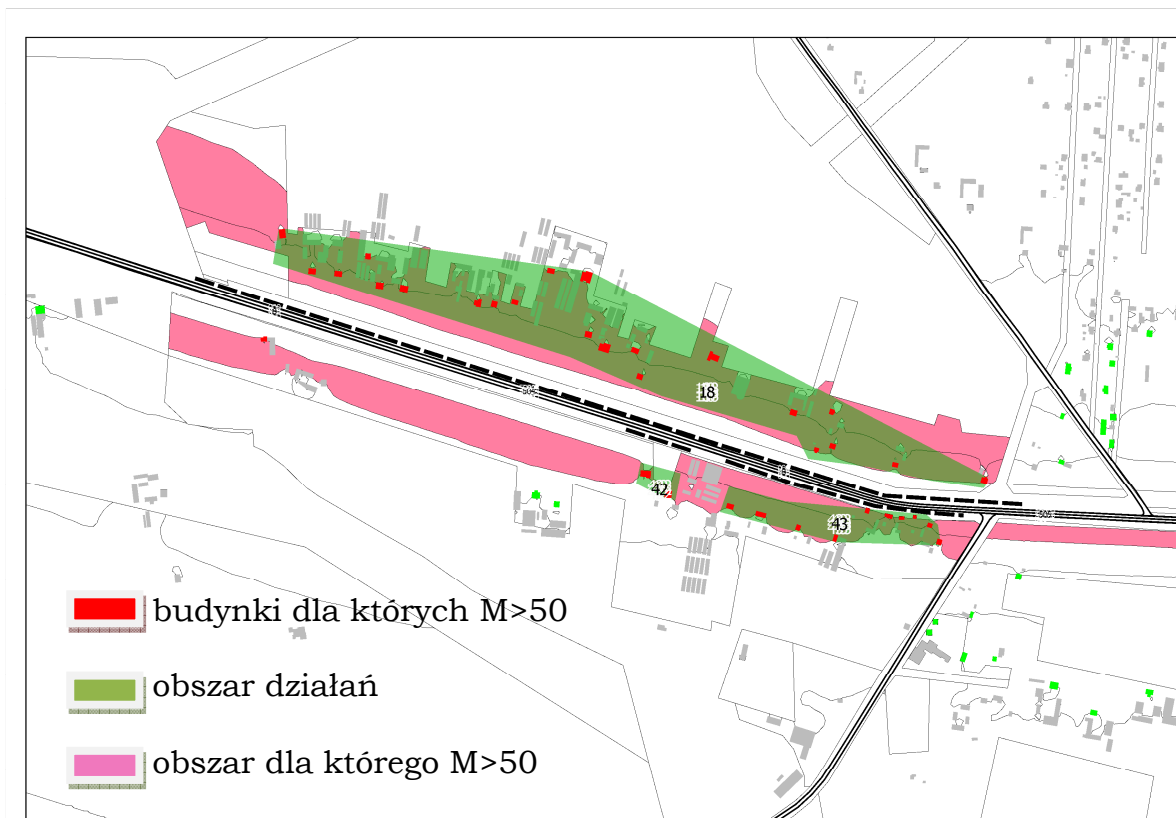 18
42
43
budynki dla których M>50
obszar działań
obszar dla którego M>50